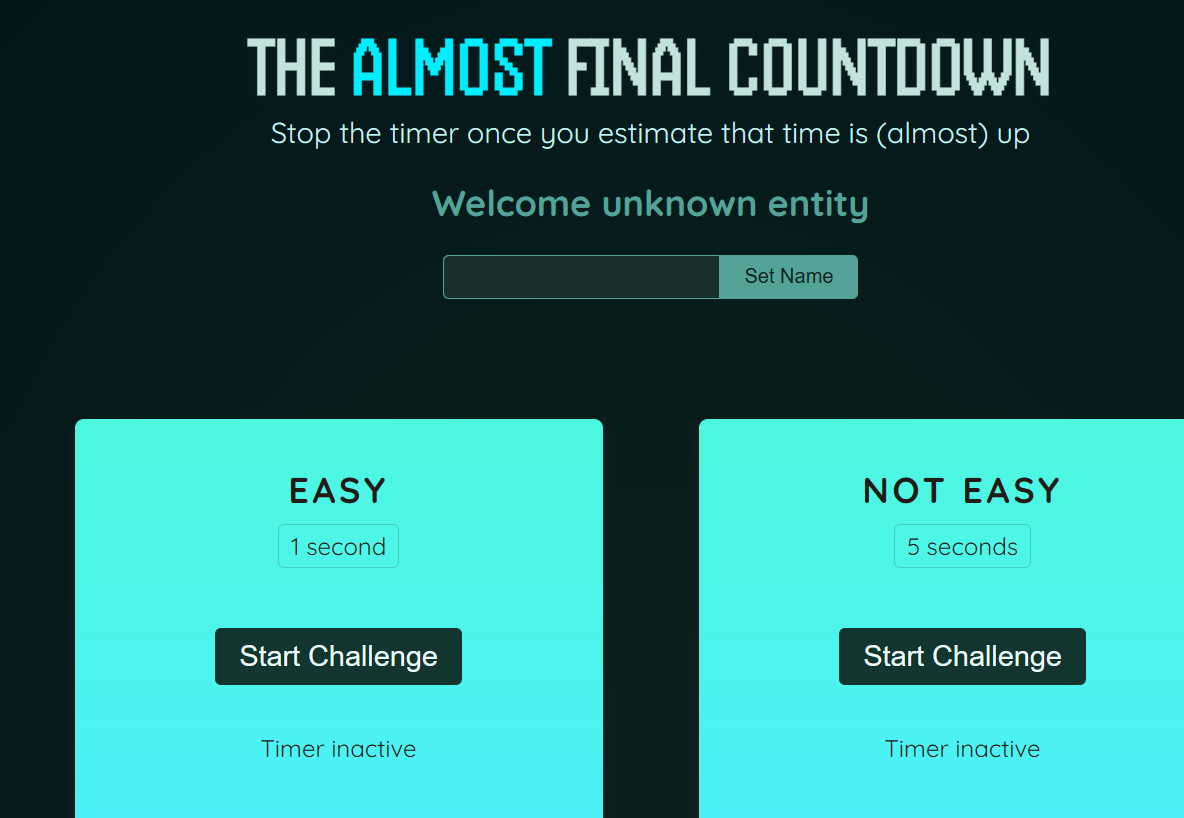 THE ALMOST FINAL COUNTDOWN
Stop the timer once you estimate that time is (almost) up
Welcome unknown entity
Set Name
EASY
1 second
Start Challenge
Timer inactive
NOT EASY
5 seconds
Start Challenge
Timer inactive